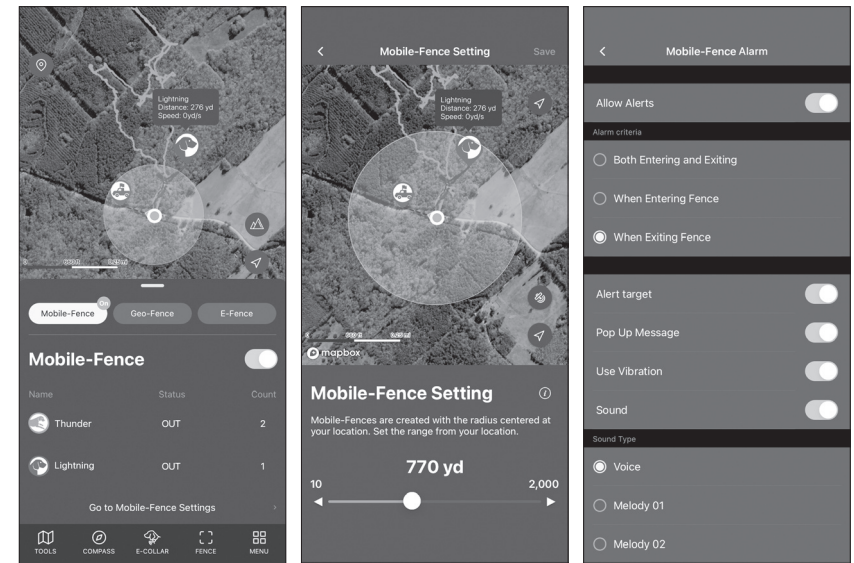 Lightning
Distance: 276 yd
Speed: 0yd/s
0
Mobile-Fence
On
Geo-Fence
E-Fence
Mobile-Fence
Name Status Count
Thunder OUT 2
Lightning OUT 1
Go to Mobile-Fence Settings
TOOLS COMPASS E-COLLAR FENCE MENU
Mobile-Fence Setting Save
Lightning
Distance: 276 yd
Speed: 0yd/s
0
mapbox
Mobile-Fence Setting
Mobile-Fences are created with the radius centered at
your location. Set the range from your location.
770 yd
10 2,000
Mobile-Fence Alarm
Allow Alerts
Alarm criteria
Both Entering and Exiting
When Entering Fence
When Exiting Fence
Alert target
Pop Up Message
Use Vibration
Sound
Sound Type
Voice
Melody 01
Melody 02